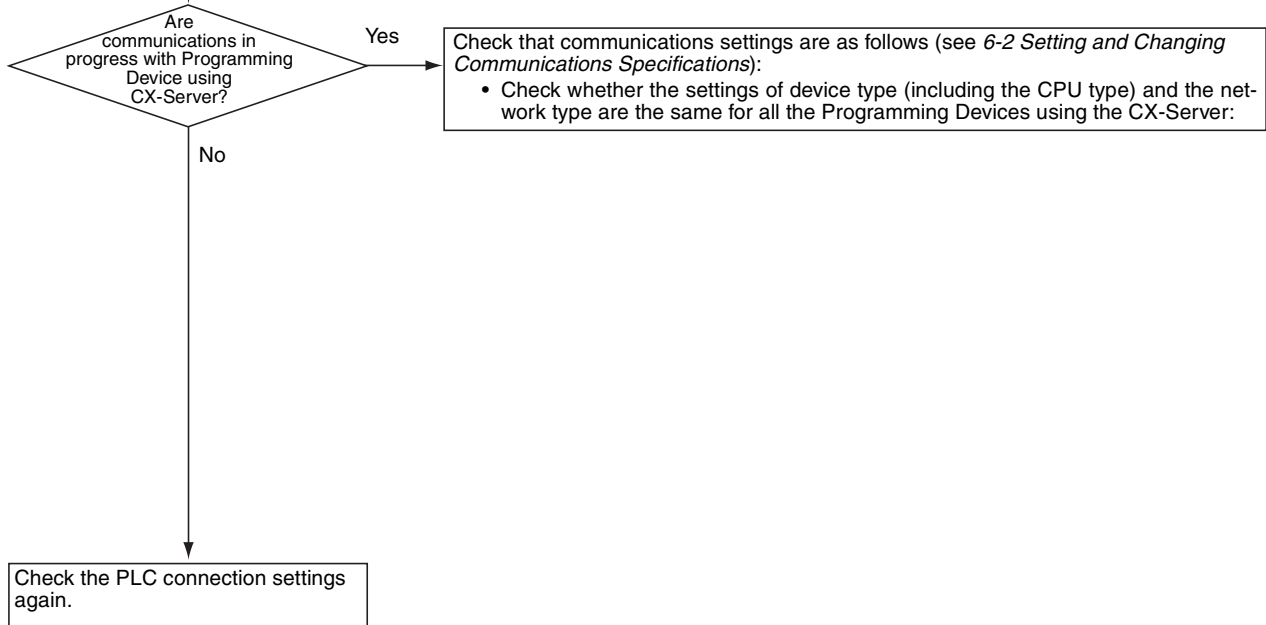 Are
communications in
progress with Programming
Device using
CX-Server?
Yes
Check that communications settings are as follows (see 6-2 Setting and Changing
Communications Specifications):
• Check whether the settings of device type (including the CPU type) and the net-
work type are the same for all the Programming Devices using the CX-Server:
No
Check the PLC connection settings
again.